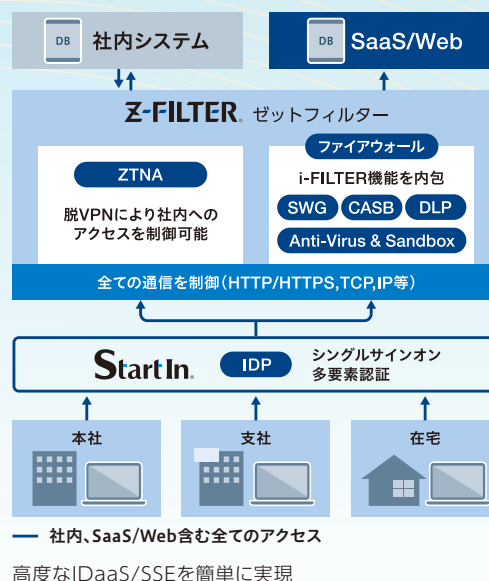 DB 社内システム
DB SaaS/Web
Z-FILTER. ゼットフィルター
ZTNA
脱VPNにより社内への
アクセスを制御可能
ファイアウォール
i-FILTER機能を内包
SWG CASB DLP
Anti-Virus & Sandbox
全ての通信を制御(HTTP/HTTPS,TCP,IP等)
StartIn. IDP シングルサインオン
多要素認証
本社 支社 在宅
社内、SaaS/Web含む全てのアクセス
高度なIDaaS/SSEを簡単に実現